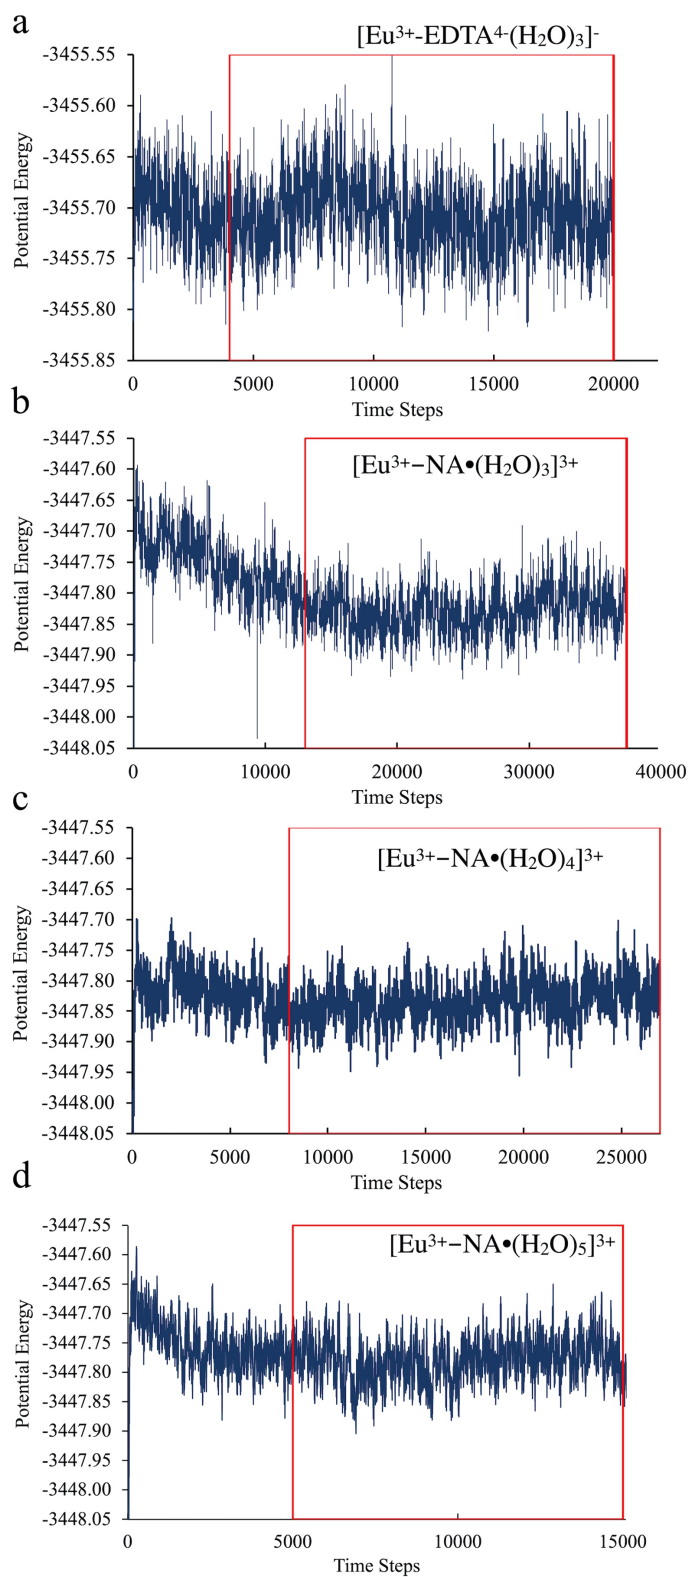 a
[Eu³⁺-EDTA⁴⁻(H₂O)₃]⁻
-3455.55
-3455.60
-3455.65
-3455.70
-3455.75
-3455.80
-3455.85
Potential Energy
0 5000 10000 15000 20000
Time Steps
b
-3447.55
[Eu³⁺−NA•(H₂O)₃]³⁺
-3447.60
-3447.65
-3447.70
-3447.75
-3447.80
-3447.85
-3447.90
-3447.95
-3448.00
-3448.05
Potential Energy
0 10000 20000 30000 40000
Time Steps
c
-3447.55
[Eu³⁺−NA•(H₂O)₄]³⁺
-3447.60
-3447.65
-3447.70
-3447.75
-3447.80
-3447.85
-3447.90
-3447.95
-3448.00
-3448.05
Potential Energy
0 5000 10000 15000 20000 25000
Time Steps
d
-3447.55
[Eu³⁺−NA•(H₂O)₅]³⁺
-3447.60
-3447.65
-3447.70
-3447.75
-3447.80
-3447.85
-3447.90
-3447.95
-3448.00
-3448.05
Potential Energy
0 5000 10000 15000
Time Steps